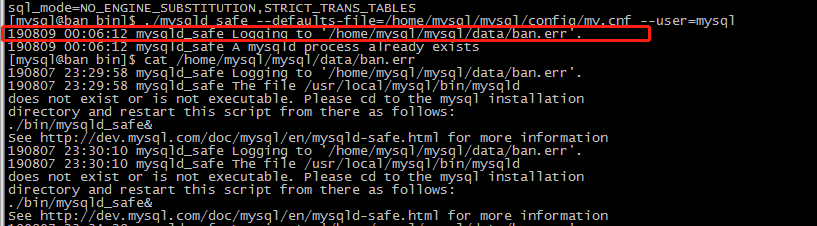 sql_mode=NO_ENGINE_SUBSTITUTION,STRICT_TRANS_TABLES
[mysql@ban bin]$ ./mysqld_safe --defaults-file=/home/mysql/mysql/config/my.cnf --user=mysql
190809 00:06:12 mysqld_safe Logging to '/home/mysql/mysql/data/ban.err'.
190809 00:06:12 mysqld_safe A mysqld process already exists
[mysql@ban bin]$ cat /home/mysql/mysql/data/ban.err
190807 23:29:58 mysqld_safe Logging to '/home/mysql/mysql/data/ban.err'.
190807 23:29:58 mysqld_safe The file /usr/local/mysql/bin/mysqld
does not exist or is not executable. Please cd to the mysql installation
directory and restart this script from there as follows:
./bin/mysqld_safe&
See http://dev.mysql.com/doc/mysql/en/mysqld-safe.html for more information
190807 23:30:10 mysqld_safe Logging to '/home/mysql/mysql/data/ban.err'.
190807 23:30:10 mysqld_safe The file /usr/local/mysql/bin/mysqld
does not exist or is not executable. Please cd to the mysql installation
directory and restart this script from there as follows:
./bin/mysqld_safe&
See http://dev.mysql.com/doc/mysql/en/mysqld-safe.html for more information